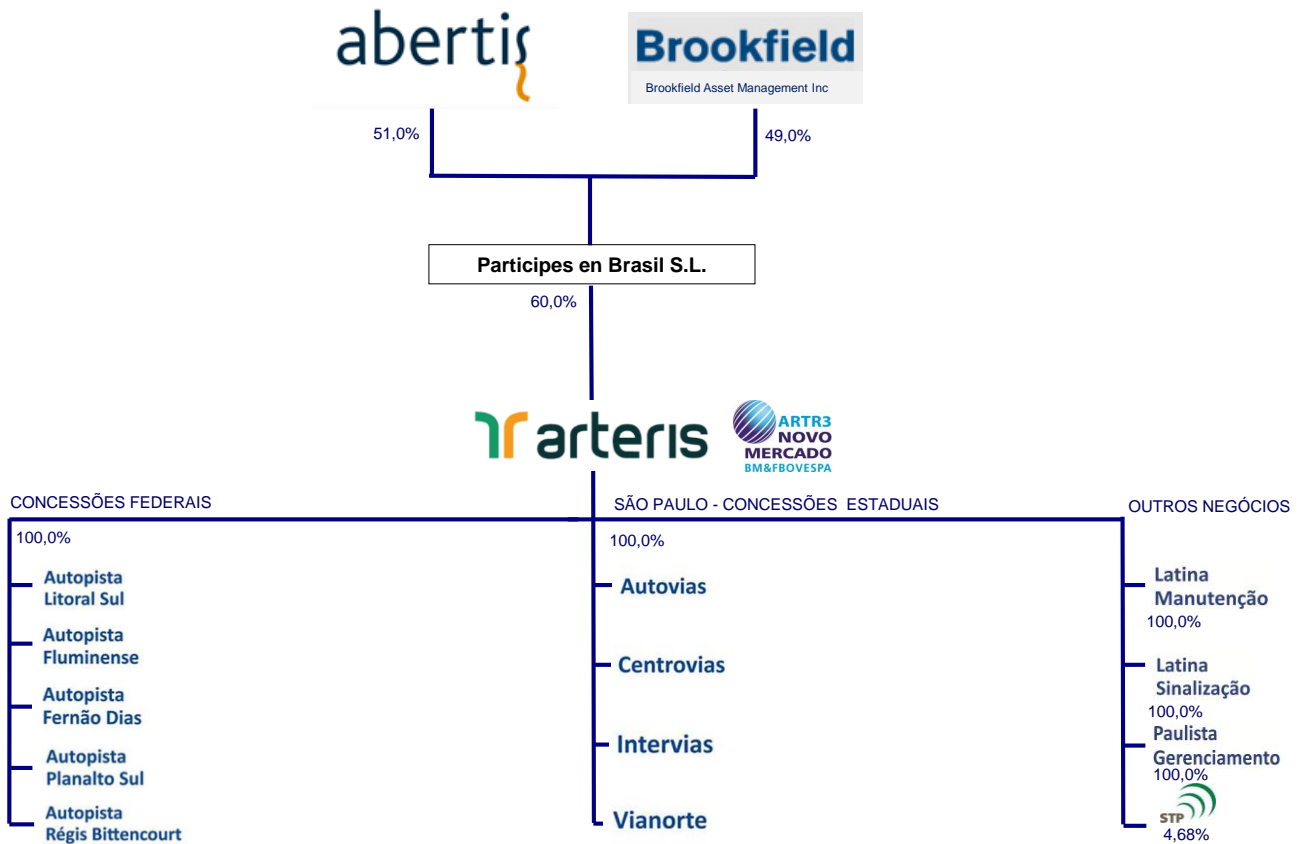 abertis
Brookfield
Brookfield Asset Management Inc
51,0%
49,0%
Participes en Brasil S.L.
60,0%
arteris
ARTR3
NOVO
MERCADO
BM&FBOVESPA
CONCESSÕES FEDERAIS
100,0%
Autopista
Litoral Sul
Autopista
Fluminense
Autopista
Fernão Dias
Autopista
Planalto Sul
Autopista
Régis Bittencourt
SÃO PAULO - CONCESSÕES ESTADUAIS
100,0%
Autovias
Centrovias
Intervias
Vianorte
OUTROS NEGÓCIOS
Latina
Manutenção
100,0%
Latina
Sinalização
100,0%
Paulista
Gerenciamento
100,0%
STP
4,68%